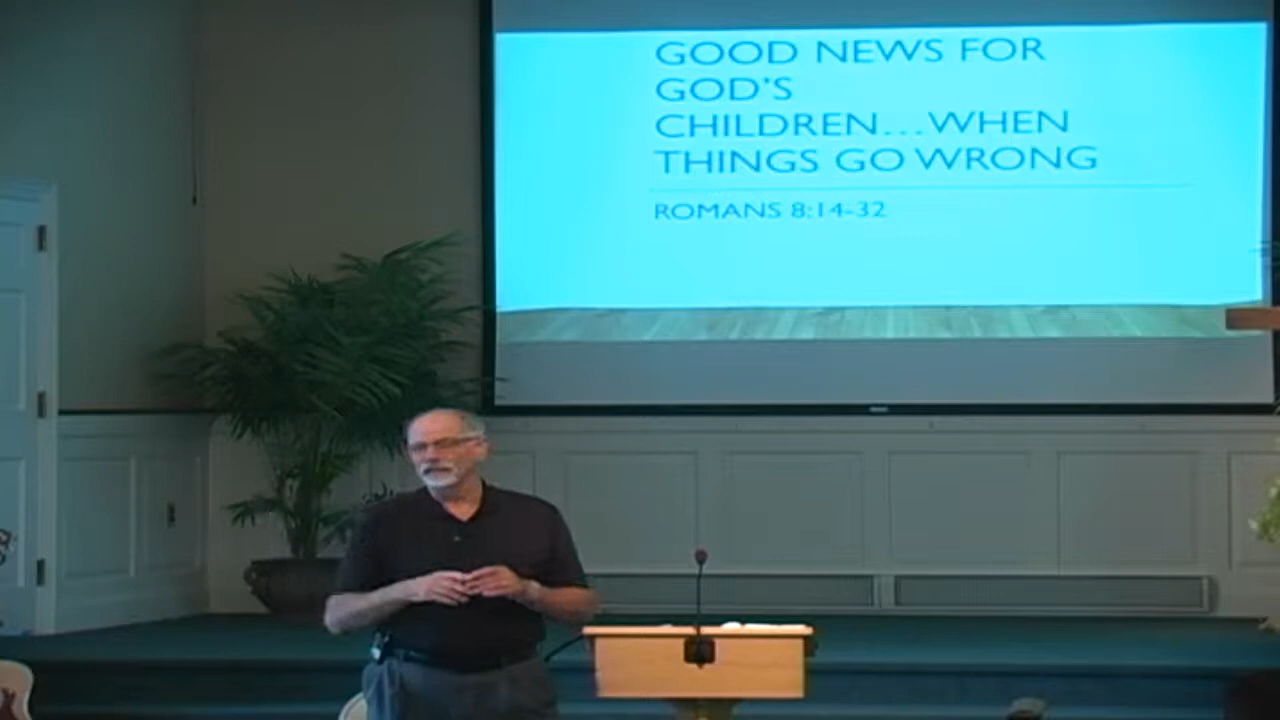 GOOD NEWS FOR
GOD'S
CHILDREN...WHEN
THINGS GO WRONG
ROMANS 8:14-32